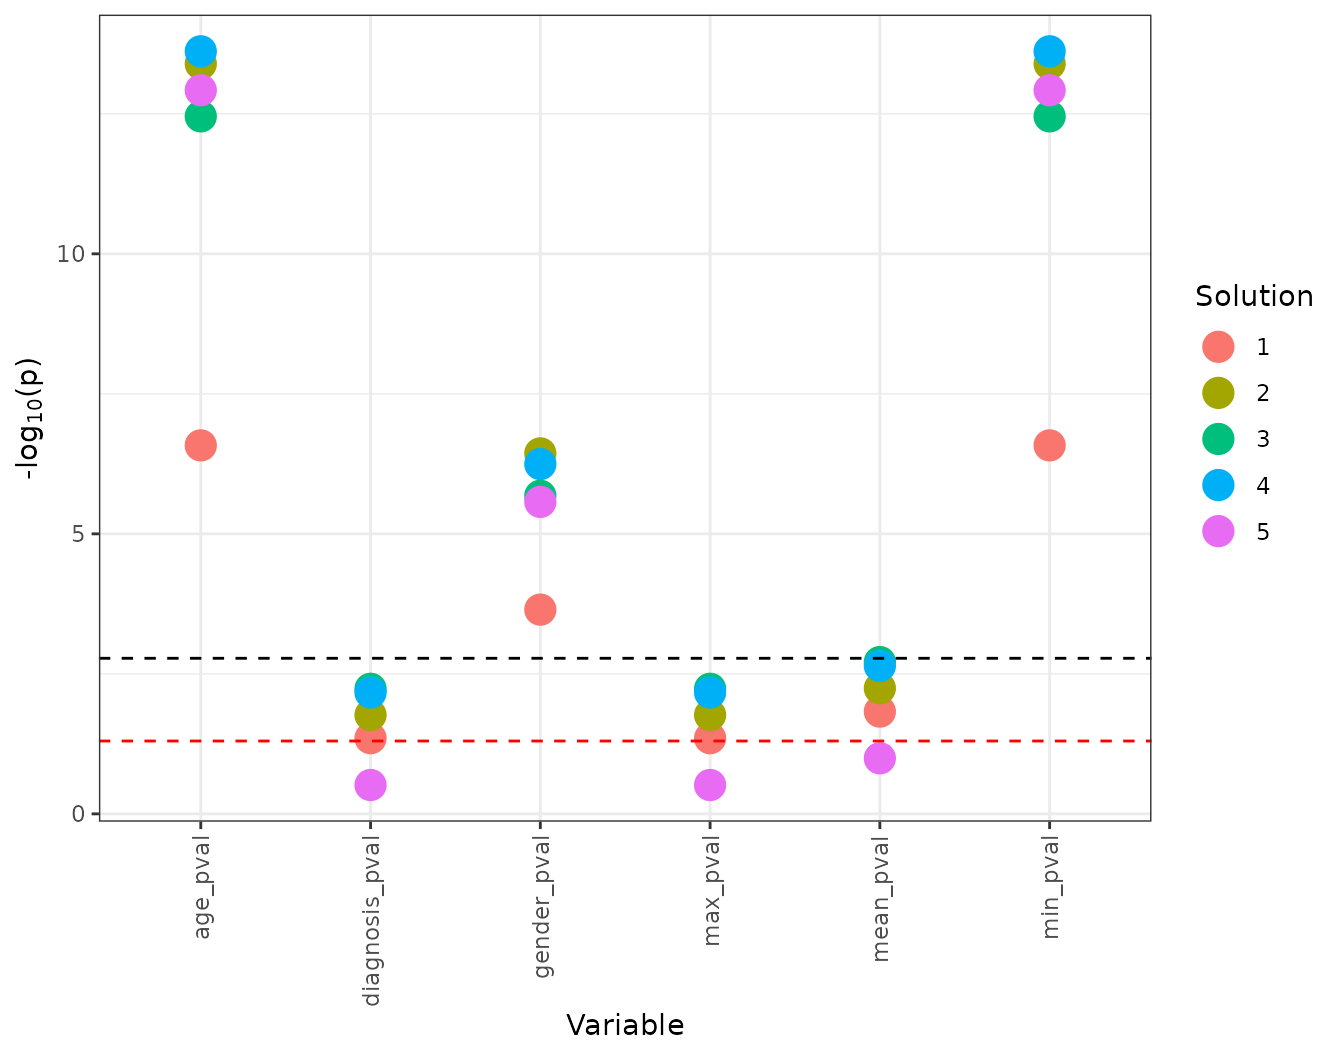 -log10(p)
10
5
0
age_pval
diagnosis_pval
gender_pval
max_pval
mean_pval
min_pval
Variable
Solution
1
2
3
4
5